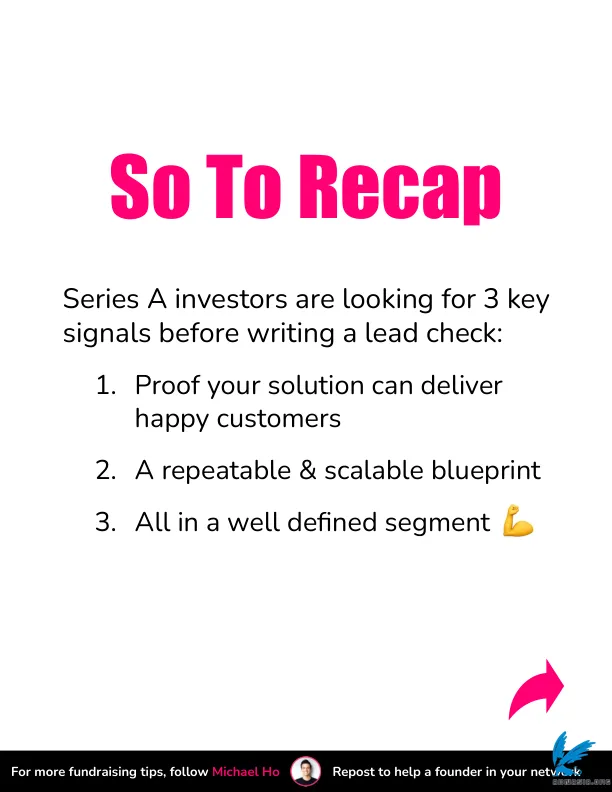 So To Recap
Series A investors are looking for 3 key
signals before writing a lead check:
1. Proof your solution can deliver
happy customers
2. A repeatable & scalable blueprint
3. All in a well defined segment 💪
For more fundraising tips, follow Michael Ho
Repost to help a founder in your network